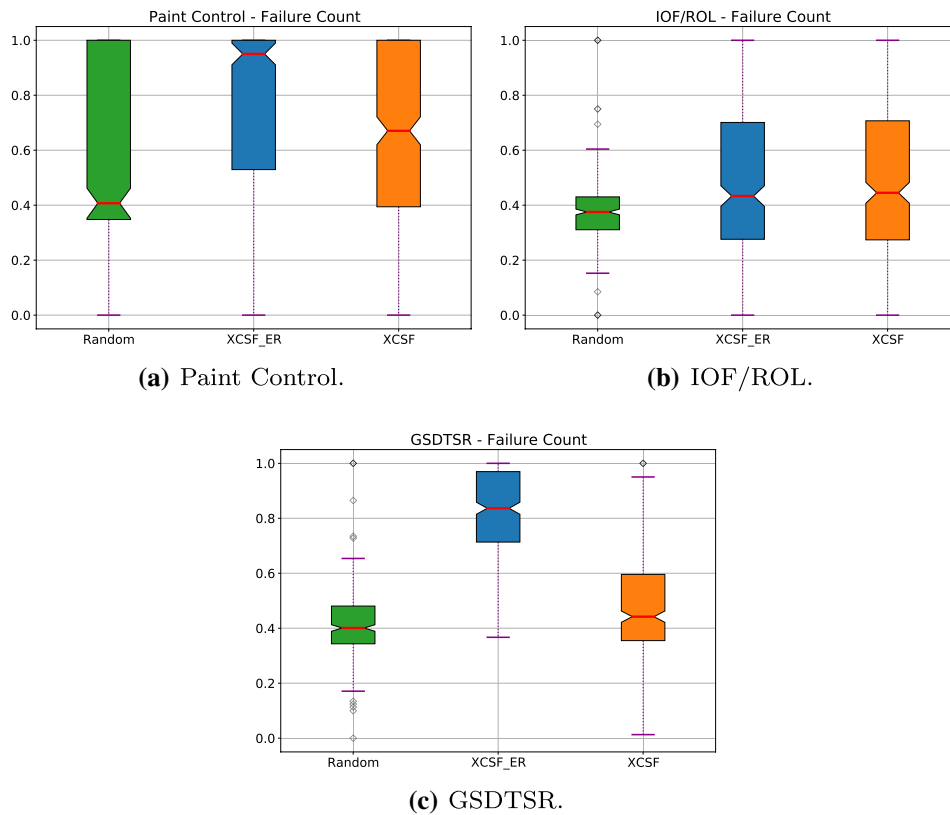 Paint Control - Failure Count
1.0
0.8
0.6
0.4
0.2
0.0
Random XCSF_ER XCSF
(a) Paint Control.
IOF/ROL - Failure Count
1.0
0.8
0.6
0.4
0.2
0.0
Random XCSF_ER XCSF
(b) IOF/ROL.
GSDTSR - Failure Count
1.0
0.8
0.6
0.4
0.2
0.0
Random XCSF_ER XCSF
(c) GSDTSR.